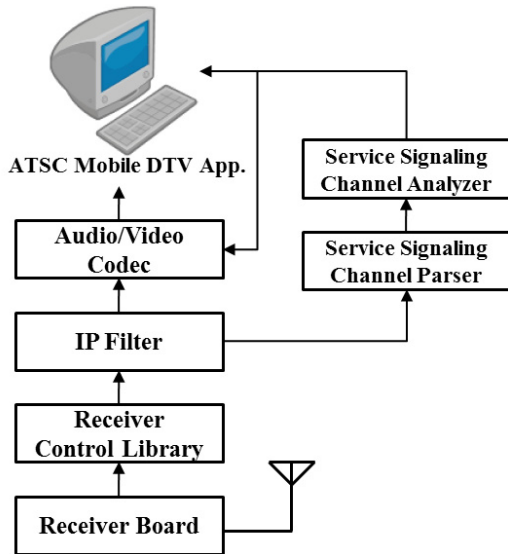 ATSC Mobile DTV App.
Service Signaling
Channel Analyzer
Audio/Video
Codec
Service Signaling
Channel Parser
IP Filter
Receiver
Control Library
Receiver Board